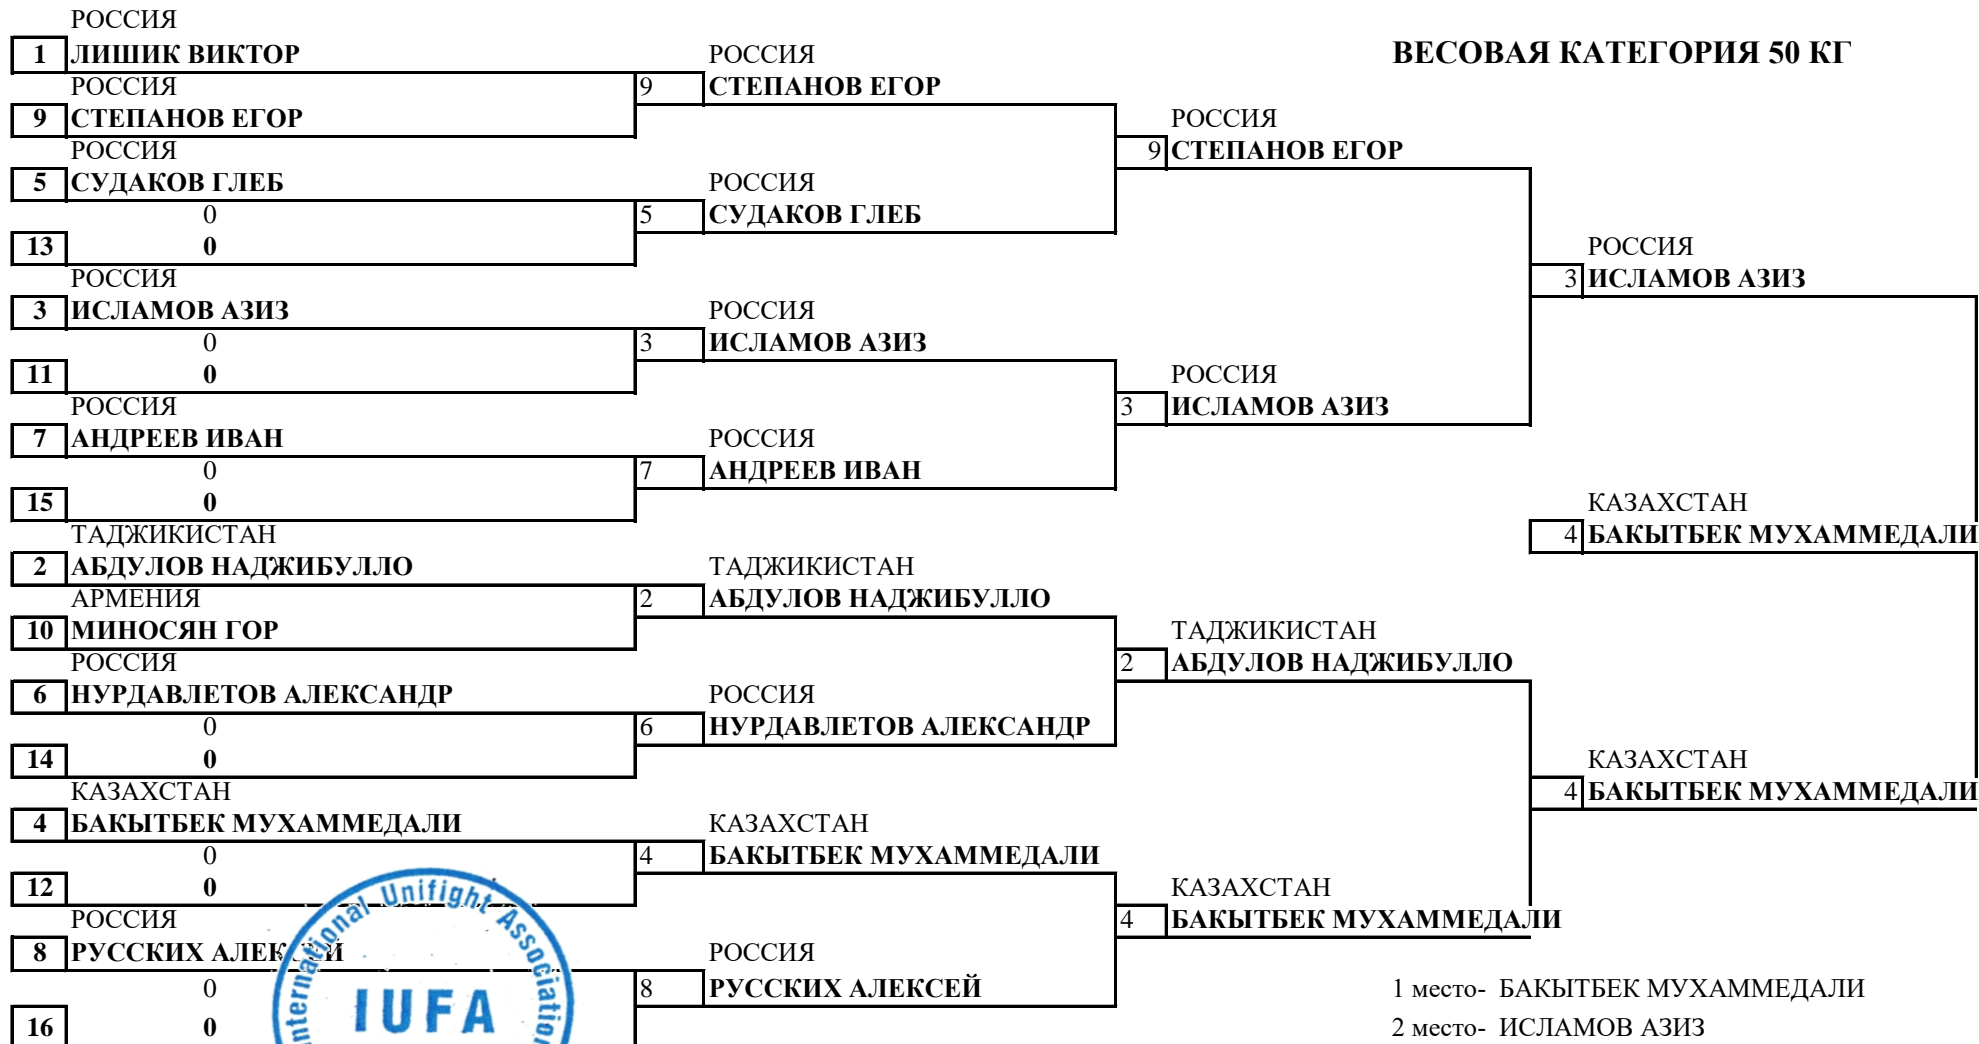 РОССИЯ
1 ЛИШИК ВИКТОР РОССИЯ ВЕСОВАЯ КАТЕГОРИЯ 50 КГ
РОССИЯ 9 СТЕПАНОВ ЕГОР
9 СТЕПАНОВ ЕГОР РОССИЯ
РОССИЯ 9 СТЕПАНОВ ЕГОР
5 СУДАКОВ ГЛЕБ РОССИЯ
0 5 СУДАКОВ ГЛЕБ
13 0 РОССИЯ
РОССИЯ 3 ИСЛАМОВ АЗИЗ
3 ИСЛАМОВ АЗИЗ РОССИЯ
0 3 ИСЛАМОВ АЗИЗ
11 0 РОССИЯ
РОССИЯ 3 ИСЛАМОВ АЗИЗ
7 АНДРЕЕВ ИВАН РОССИЯ
0 7 АНДРЕЕВ ИВАН
15 0 КАЗАХСТАН
ТАДЖИКИСТАН 4 БАКЫТБЕК МУХАММЕДАЛИ
2 АБДУЛОВ НАДЖИБУЛЛО ТАДЖИКИСТАН
АРМЕНИЯ 2 АБДУЛОВ НАДЖИБУЛЛО
10 МИНОСЯН ГОР ТАДЖИКИСТАН
РОССИЯ 2 АБДУЛОВ НАДЖИБУЛЛО
6 НУРДАВЛЕТОВ АЛЕКСАНДР РОССИЯ
0 6 НУРДАВЛЕТОВ АЛЕКСАНДР
14 0 КАЗАХСТАН
КАЗАХСТАН 4 БАКЫТБЕК МУХАММЕДАЛИ
4 БАКЫТБЕК МУХАММЕДАЛИ КАЗАХСТАН
0 4 БАКЫТБЕК МУХАММЕДАЛИ
12 0 КАЗАХСТАН
РОССИЯ 4 БАКЫТБЕК МУХАММЕДАЛИ
8 РУССКИХ РОССИЯ
0 8 РУССКИХ АЛЕКСЕЙ 1 место- БАКЫТБЕК МУХАММЕДАЛИ
16 0 2 место- ИСЛАМОВ АЗИЗ
International Unifight Association
IUFA